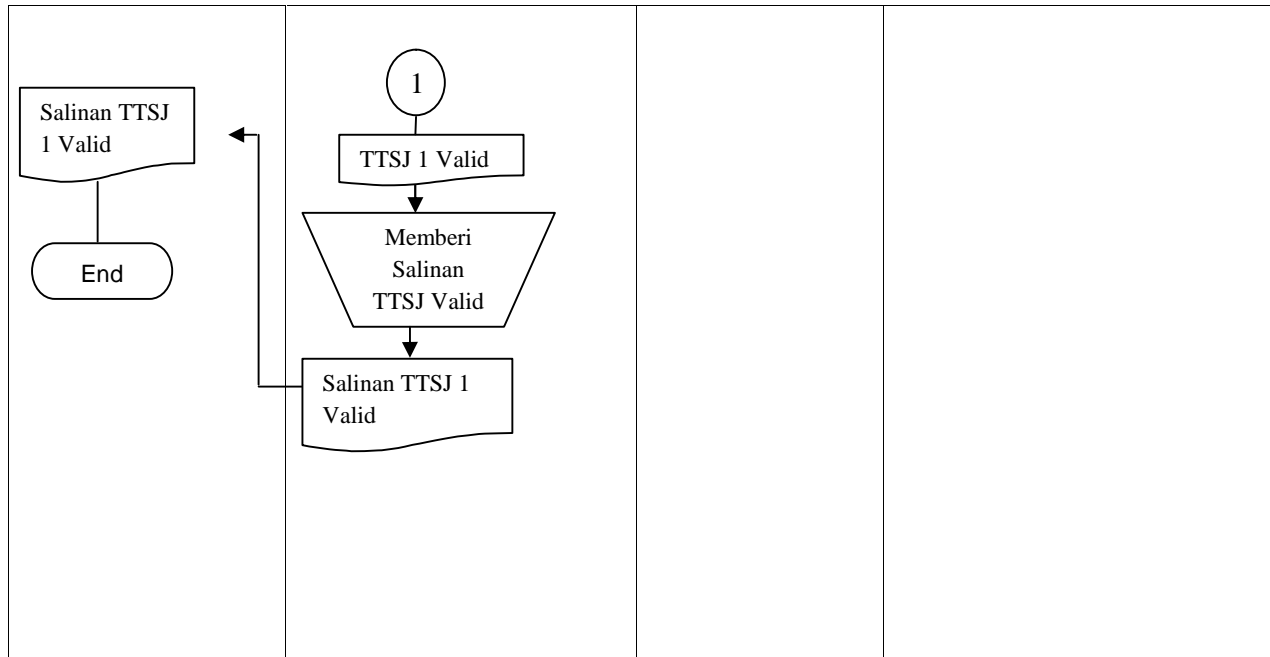 Salinan TTSJ
1 Valid
End
1
TTSJ 1 Valid
Memberi
Salinan
TTSJ Valid
Salinan TTSJ 1
Valid